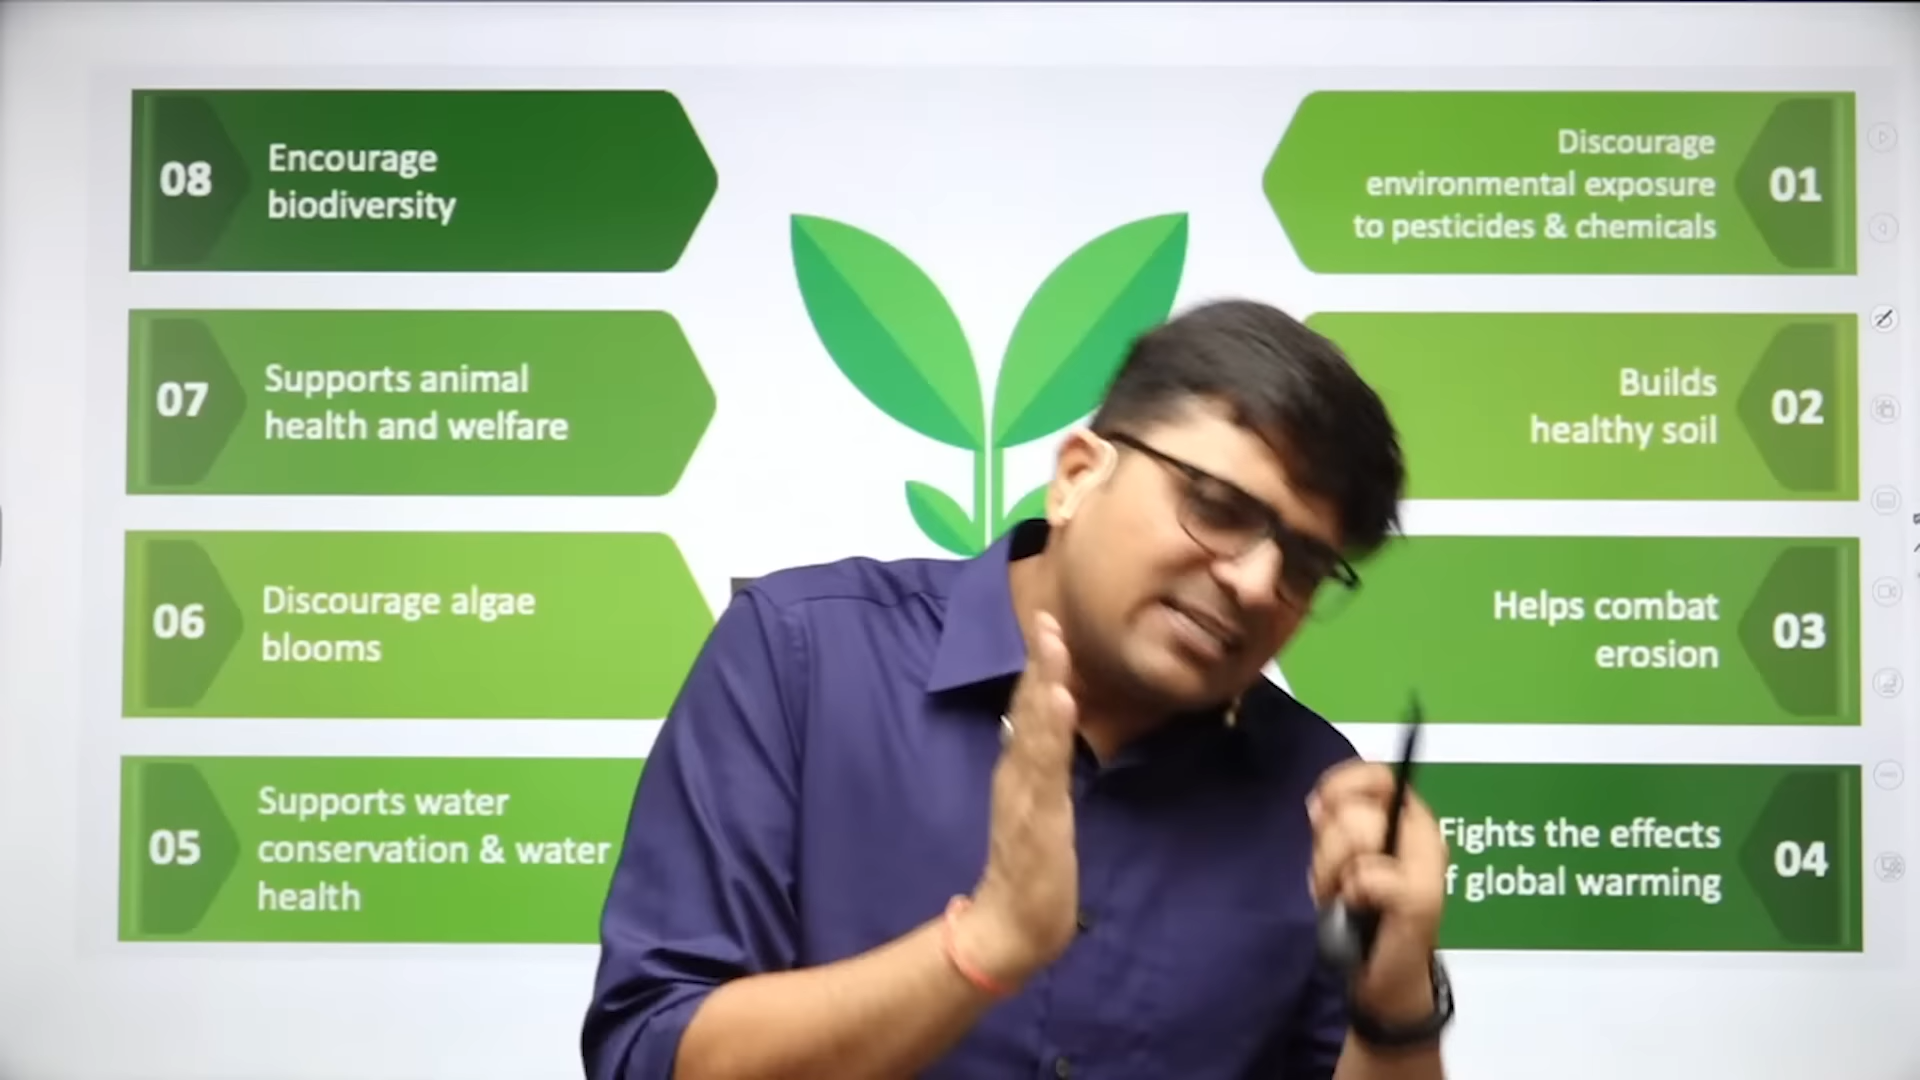 08
Encourage
biodiversity
07
Supports animal
health and welfare
06
Discourage algae
blooms
05
Supports water
conservation & water
health
Discourage
environmental exposure
to pesticides & chemicals
01
Builds
healthy soil
02
Helps combat
erosion
03
Fights the effects
f global warming
04